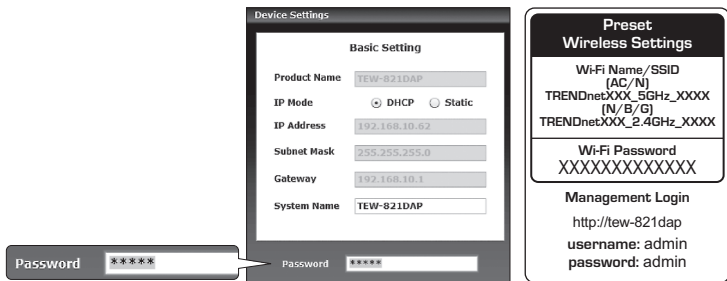 Device Settings
Basic Setting
Product Name TEW-821DAP
IP Mode DHCP Static
IP Address 192.168.10.62
Subnet Mask 255.255.255.0
Gateway 192.168.10.1
System Name TEW-821DAP
Password *****
Password *****
Preset
Wireless Settings
Wi-Fi Name/SSID
(AC/N)
TRENDnetXXX_5GHz_XXXX
(N/B/G)
TRENDnetXXX_2.4GHz_XXXX
Wi-Fi Password
XXXXXXXXXXXXX
Management Login
http://tew-821dap
username: admin
password: admin